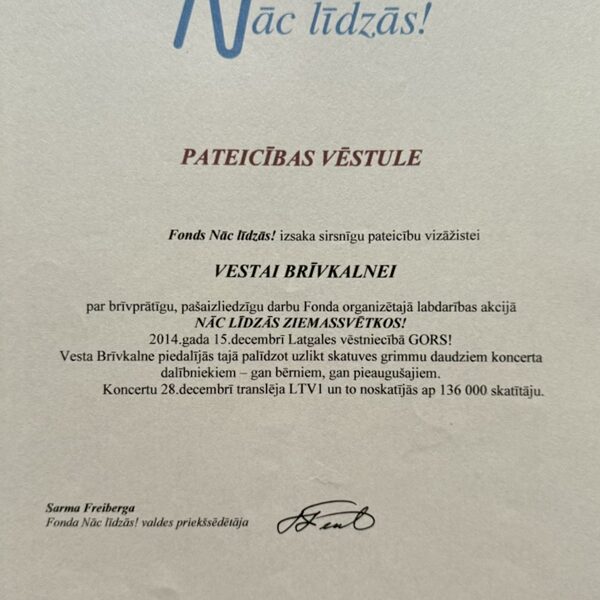 Nāc līdzās!
PATEICĪBAS VĒSTULE
Fonds Nāc līdzās! izsaka sirsnīgu pateicību vizāžistei
VESTAI BRĪVKALNEI
par brīvprātīgu, pašaizliedzīgu darbu Fonda organizētajā labdarības akcijā
NĀC LĪDZĀS ZIEMASSVĒTKOS!
2014.gada 15.decembrī Latgales vēstniecībā GORS!
Vesta Brīvkalne piedalījās tajā palīdzot uzlikt skatuves grimmu daudziem koncerta
dalībniekiem – gan bērniem, gan pieaugušajiem.
Koncertu 28.decembrī translēja LTV1 un to noskatījās ap 136 000 skatītāju.
Sarma Freiberga
Fonda Nāc līdzās! valdes priekšsēdētāja